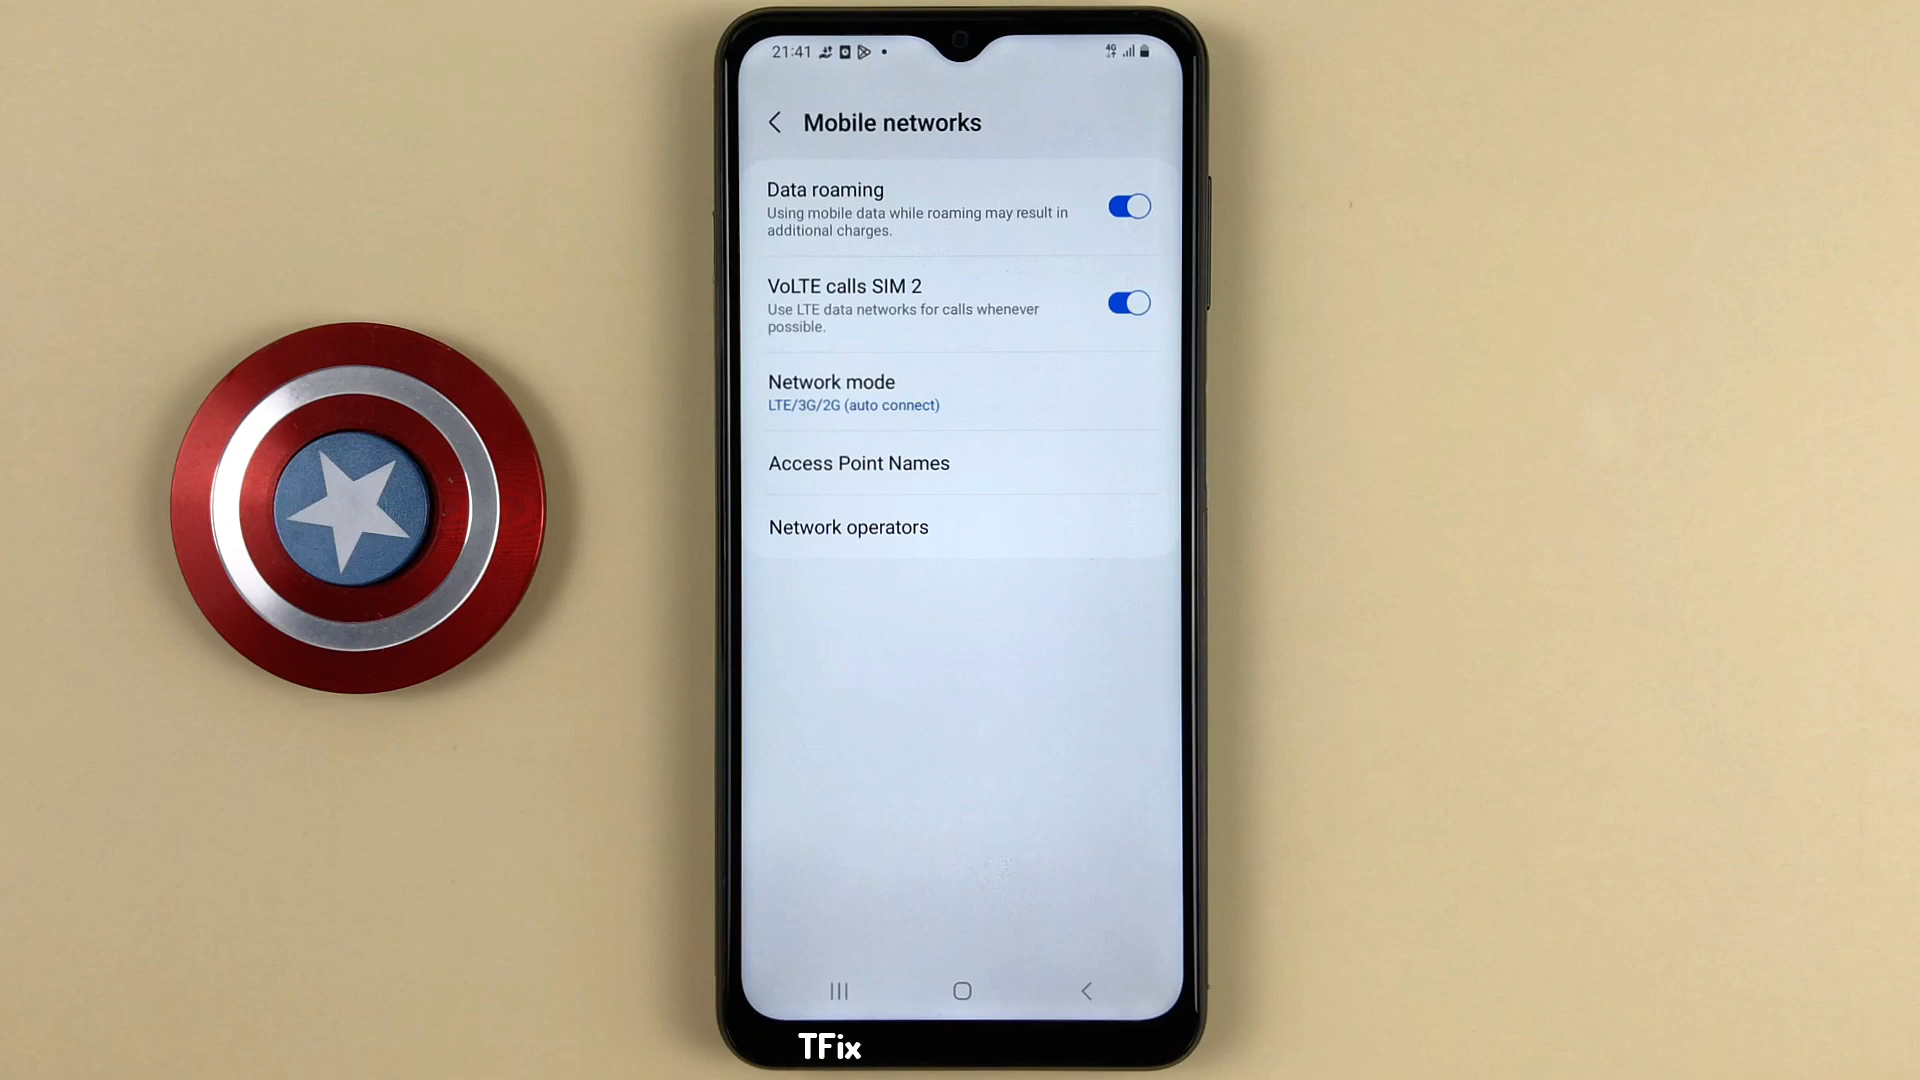 21:41
4G
Mobile networks
Data roaming
Using mobile data while roaming may result in
additional charges.
VoLTE calls SIM 2
Use LTE data networks for calls whenever
possible.
Network mode
LTE/3G/2G (auto connect)
Access Point Names
Network operators
TFix